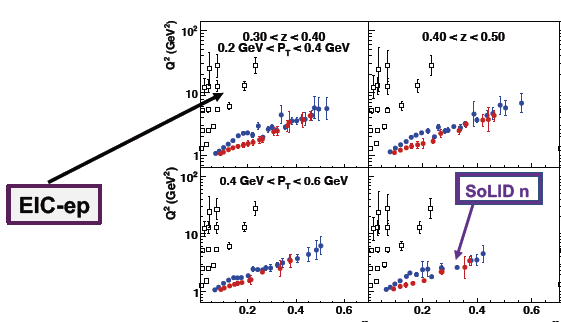 0.30 < z < 0.40
0.2 GeV < P_T < 0.4 GeV
0.40 < z < 0.50
Q² (GeV²)
10²
10
1
EIC-ep
0.4 GeV < P_T < 0.6 GeV
SoLID n
Q² (GeV²)
10²
10
1
0.2 0.4 0.6 0.2 0.4 0.6